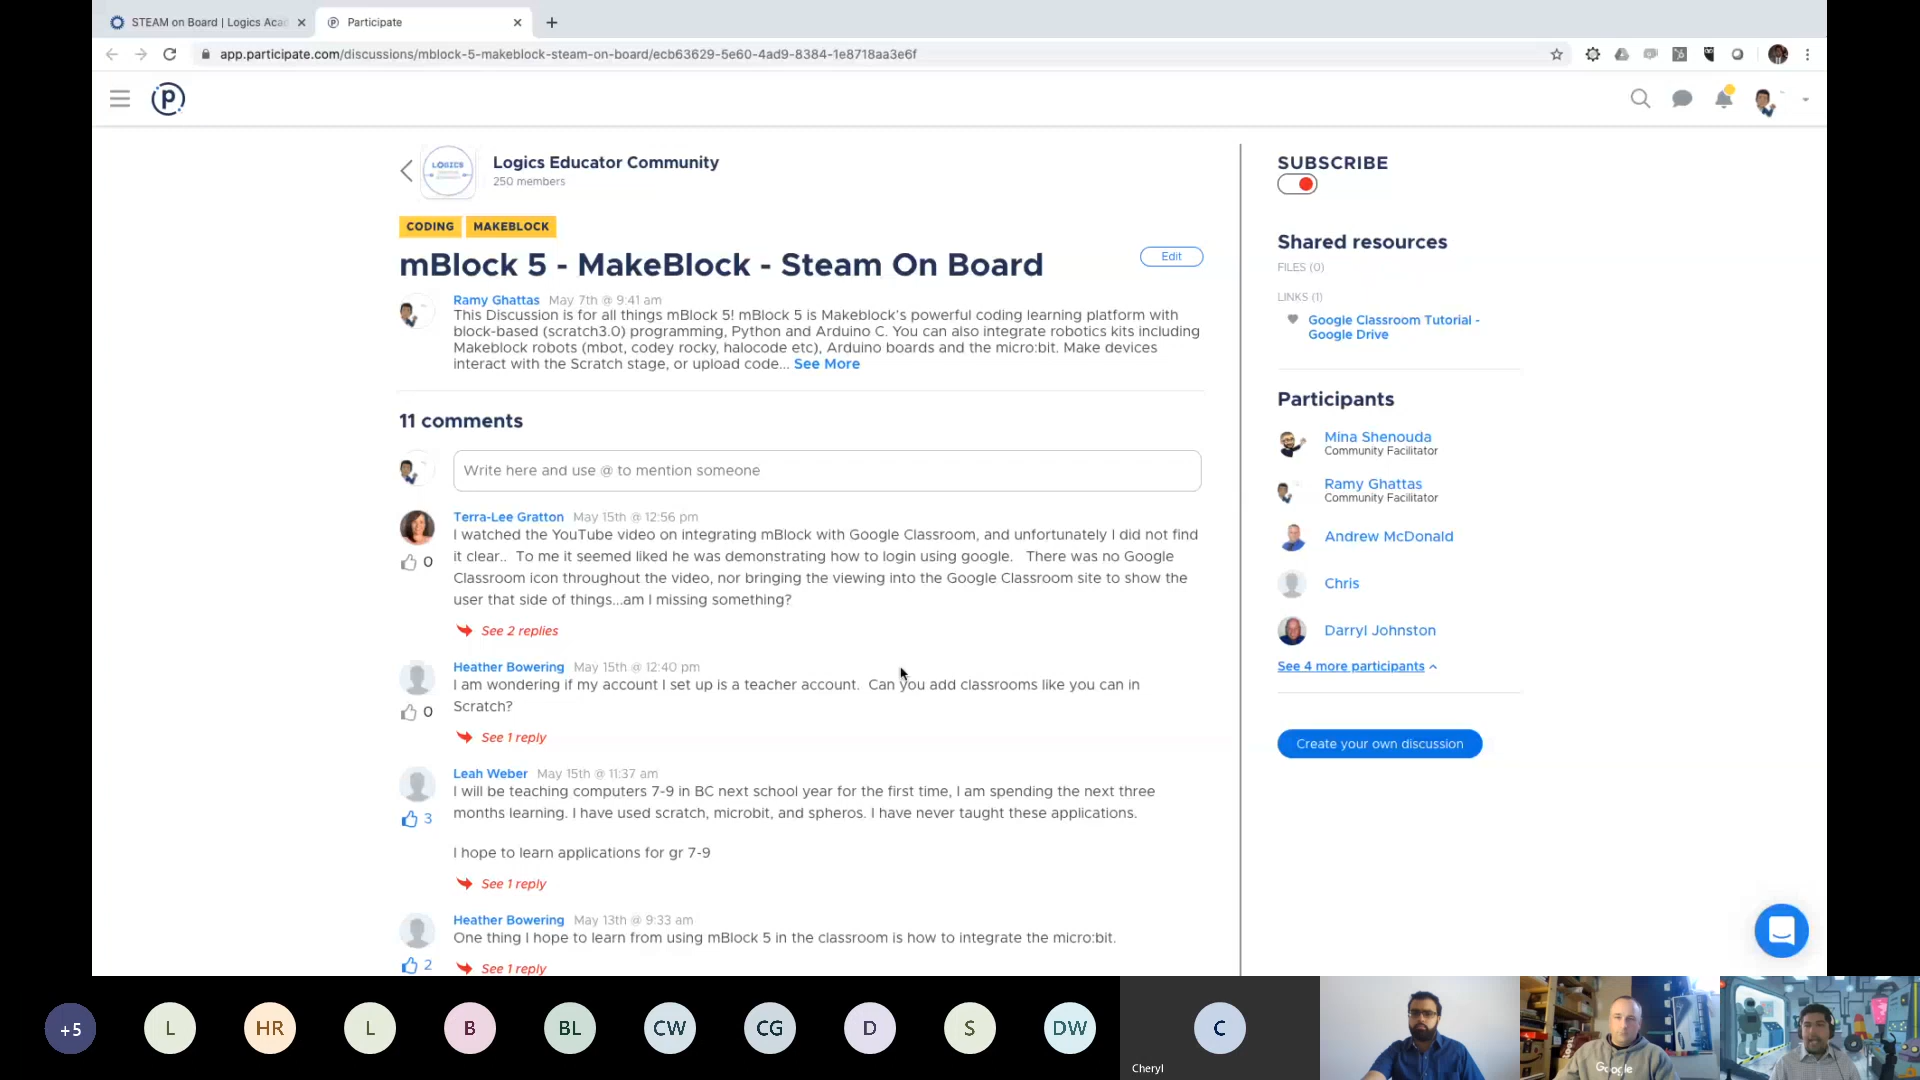 STEAM on Board | Logics Aca
Participate
app.participate.com/discussions/mblock-5-makeblock-steam-on-board/ecb63629-5e60-4ad9-8384-1e8718aa3e6f
LOGICS
Logics Educator Community
250 members
CODING MAKEBLOCK
mBlock 5 - MakeBlock - Steam On Board
Edit
Ramy Ghattas May 7th @ 9:41 am
This Discussion is for all things mBlock 5! mBlock 5 is Makeblock's powerful coding learning platform with
block-based (scratch3.0) programming, Python and Arduino C. You can also integrate robotics kits including
Makeblock robots (mbot, codey rocky, halocode etc), Arduino boards and the micro:bit. Make devices
interact with the Scratch stage, or upload code... See More
11 comments
Write here and use @ to mention someone
Terra-Lee Gratton May 15th @ 12:56 pm
I watched the YouTube video on integrating mBlock with Google Classroom, and unfortunately I did not find
it clear.. To me it seemed liked he was demonstrating how to login using google. There was no Google
Classroom icon throughout the video, nor bringing the viewing into the Google Classroom site to show the
user that side of things...am I missing something?
0
See 2 replies
Heather Bowering May 15th @ 12:40 pm
I am wondering if my account I set up is a teacher account. Can you add classrooms like you can in
Scratch?
0
See 1 reply
Leah Weber May 15th @ 11:37 am
I will be teaching computers 7-9 in BC next school year for the first time, I am spending the next three
months learning. I have used scratch, microbit, and spheros. I have never taught these applications.
3
I hope to learn applications for gr 7-9
See 1 reply
Heather Bowering May 13th @ 9:33 am
One thing I hope to learn from using mBlock 5 in the classroom is how to integrate the micro:bit.
2
See 1 reply
SUBSCRIBE
Shared resources
FILES (0)
LINKS (1)
Google Classroom Tutorial -
Google Drive
Participants
Mina Shenouda
Community Facilitator
Ramy Ghattas
Community Facilitator
Andrew McDonald
Chris
Darryl Johnston
See 4 more participants
Create your own discussion
+5 L HR L B BL CW CG D S DW C
Cheryl
Google